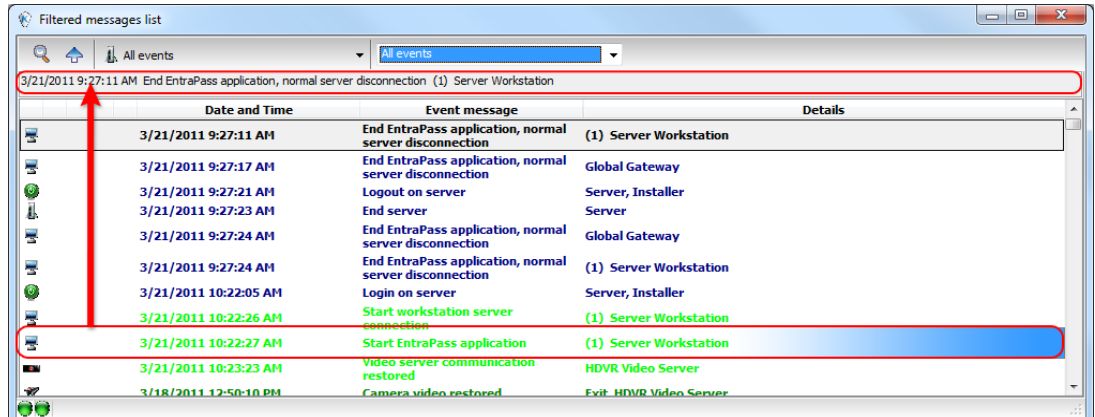 Filtered messages list
All events All events
3/21/2011 9:27:11 AM End EntraPass application, normal server disconnection (1) Server Workstation
Date and Time Event message Details
3/21/2011 9:27:11 AM End EntraPass application, normal server disconnection (1) Server Workstation
3/21/2011 9:27:17 AM End EntraPass application, normal server disconnection Global Gateway
3/21/2011 9:27:21 AM Logout on server Server, Installer
3/21/2011 9:27:23 AM End server Server
3/21/2011 9:27:24 AM End EntraPass application, normal server disconnection Global Gateway
3/21/2011 9:27:24 AM End EntraPass application, normal server disconnection (1) Server Workstation
3/21/2011 10:22:05 AM Login on server Server, Installer
3/21/2011 10:22:26 AM Start workstation server connection (1) Server Workstation
3/21/2011 10:22:27 AM Start EntraPass application (1) Server Workstation
3/21/2011 10:23:23 AM Video server communication restored HDVR Video Server
3/18/2011 12:50:10 PM Camera video restored Exit HDVR Video Server